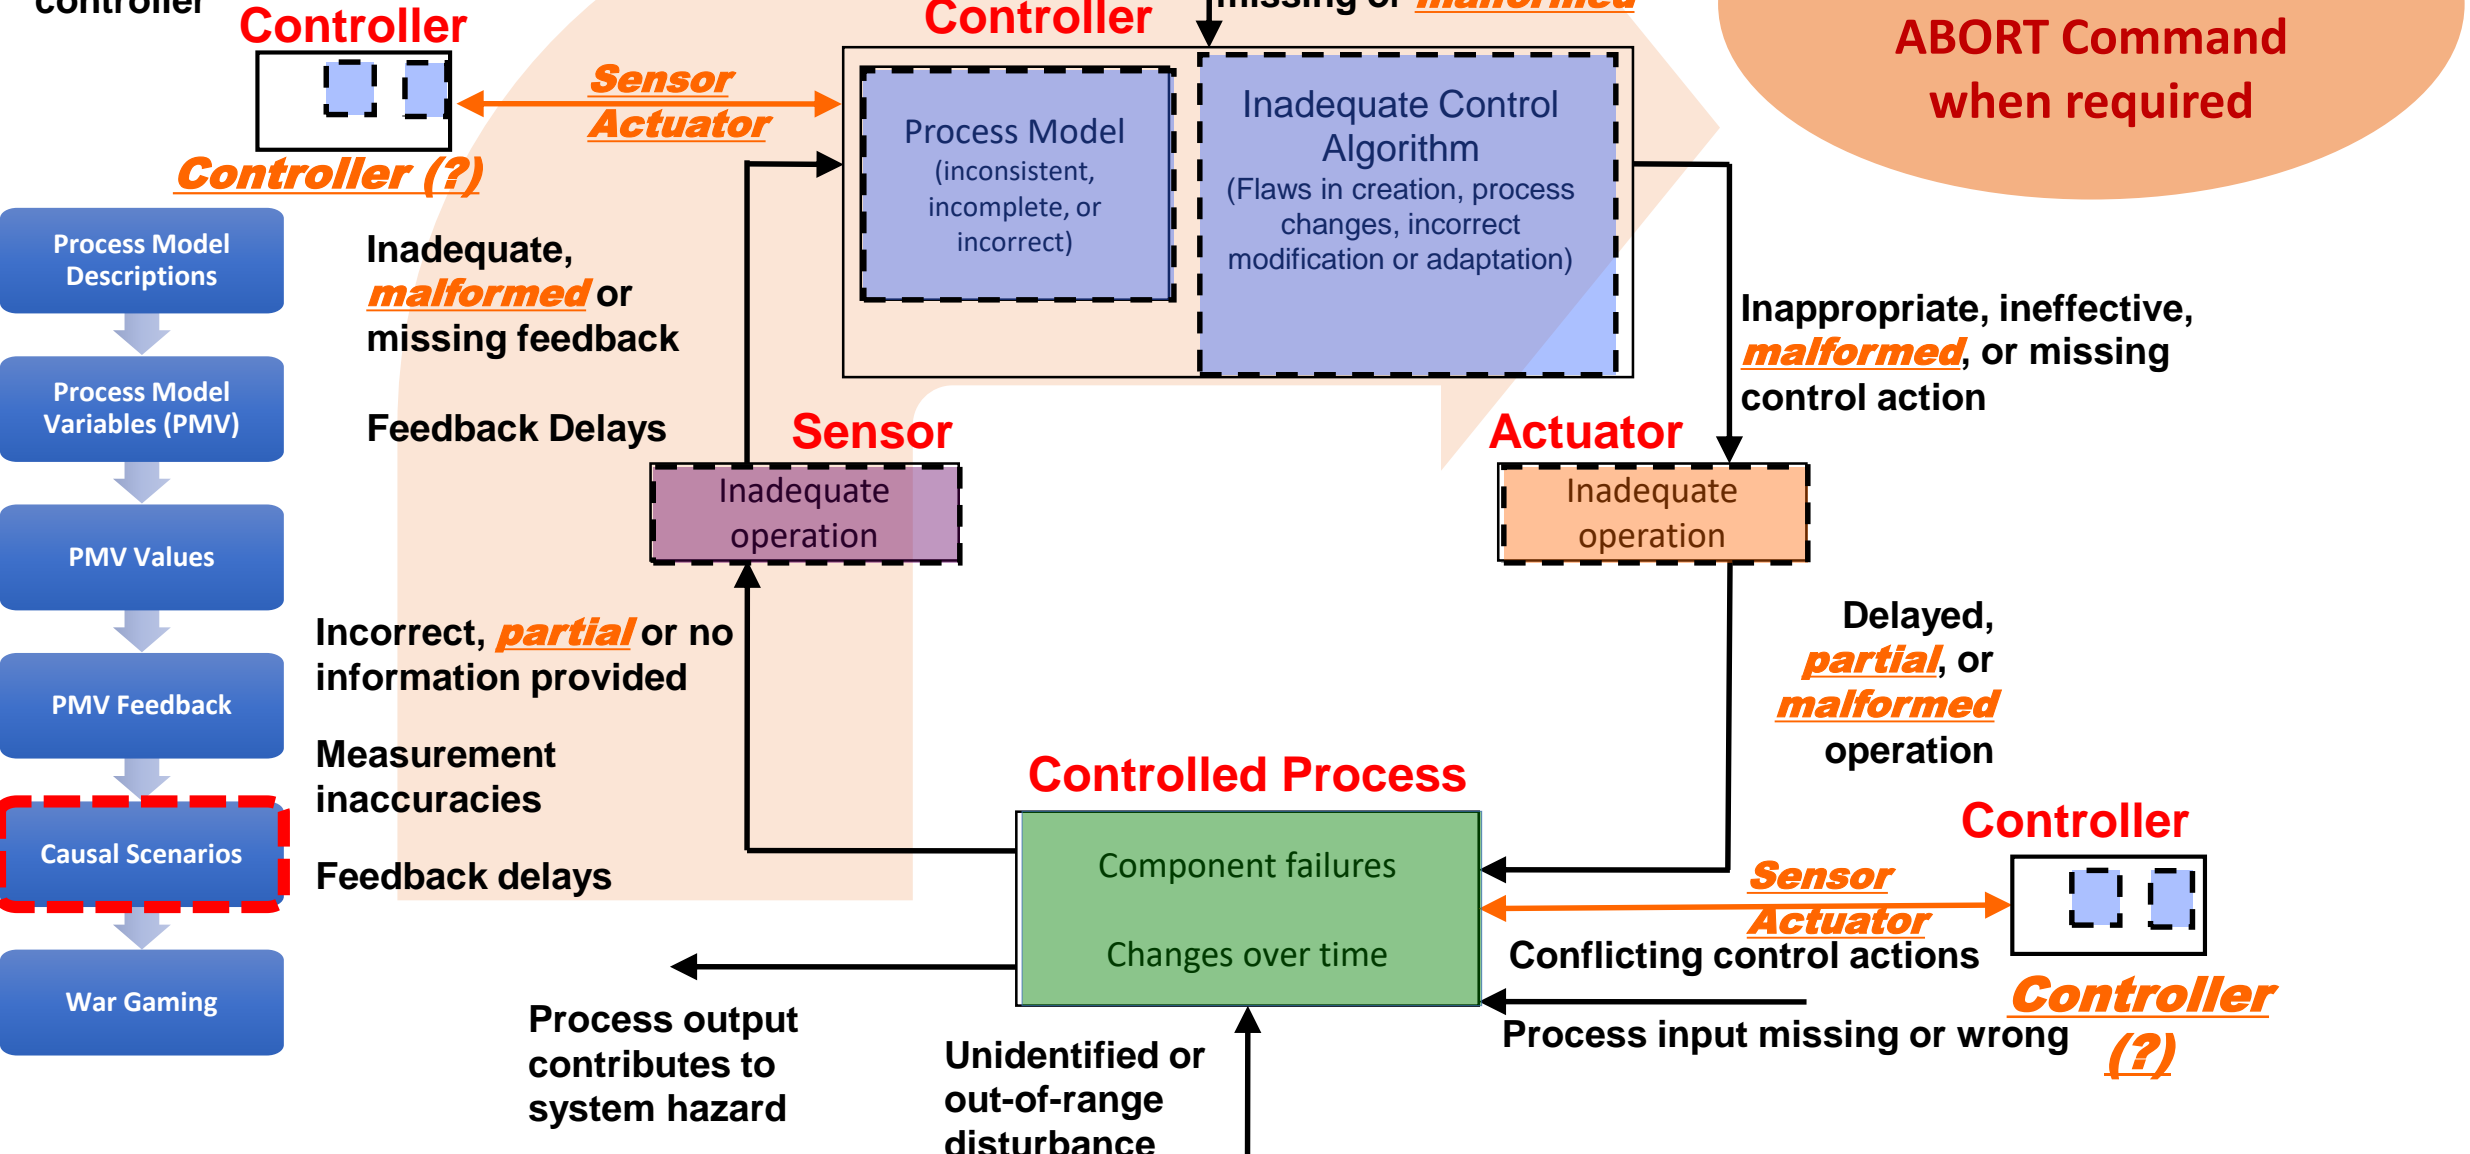 controller
Controller
Controller
missing or malformed
ABORT Command
when required
Sensor
Actuator
Controller (?)
Process Model
(inconsistent,
incomplete, or
incorrect)
Inadequate Control
Algorithm
(Flaws in creation, process
changes, incorrect
modification or adaptation)
Process Model
Descriptions
Process Model
Variables (PMV)
PMV Values
PMV Feedback
Causal Scenarios
War Gaming
Inadequate,
malformed or
missing feedback
Feedback Delays
Sensor
Inadequate
operation
Actuator
Inadequate
operation
Inappropriate, ineffective,
malformed, or missing
control action
Incorrect, partial or no
information provided
Measurement
inaccuracies
Feedback delays
Delayed,
partial, or
malformed
operation
Controlled Process
Component failures
Changes over time
Controller
Sensor
Actuator
Conflicting control actions
Controller
(?)
Process input missing or wrong
Process output
contributes to
system hazard
Unidentified or
out-of-range
disturbance